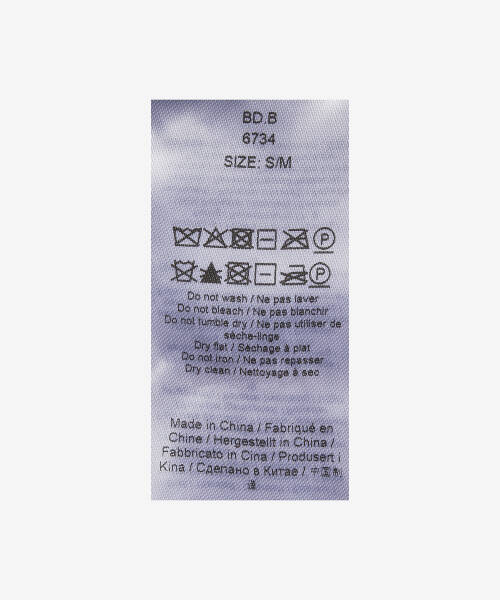 BD.B
6734
SIZE: S/M
P
P
Do not wash / Ne pas laver
Do not bleach / Ne pas blanchir
Do not tumble dry / Ne pas utiliser de
sèche-linge
Dry flat / Séchage à plat
Do not iron / Ne pas repasser
Dry clean / Nettoyage à sec
Made in China / Fabriqué en
Chine / Hergestellt in China /
Fabbricato in Cina / Produsert i
Kina / Сделано в Китае / 中国制
造